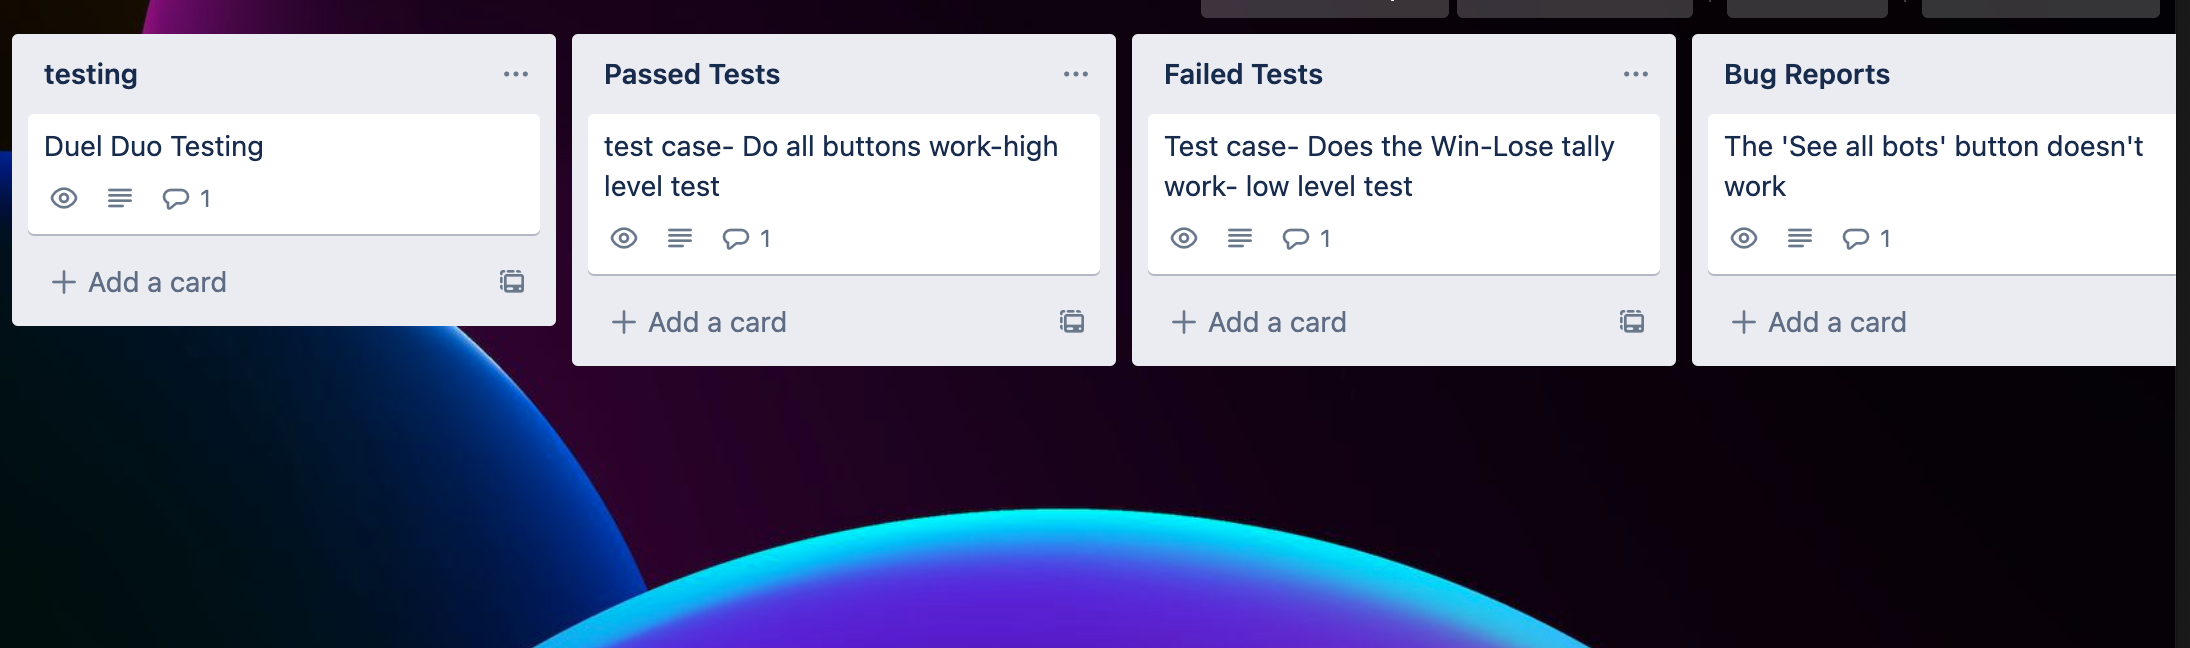 testing
Duel Duo Testing
1
Add a card
Passed Tests
test case- Do all buttons work-high
level test
1
Add a card
Failed Tests
Test case- Does the Win-Lose tally
work- low level test
1
Add a card
Bug Reports
The 'See all bots' button doesn't
work
1
Add a card